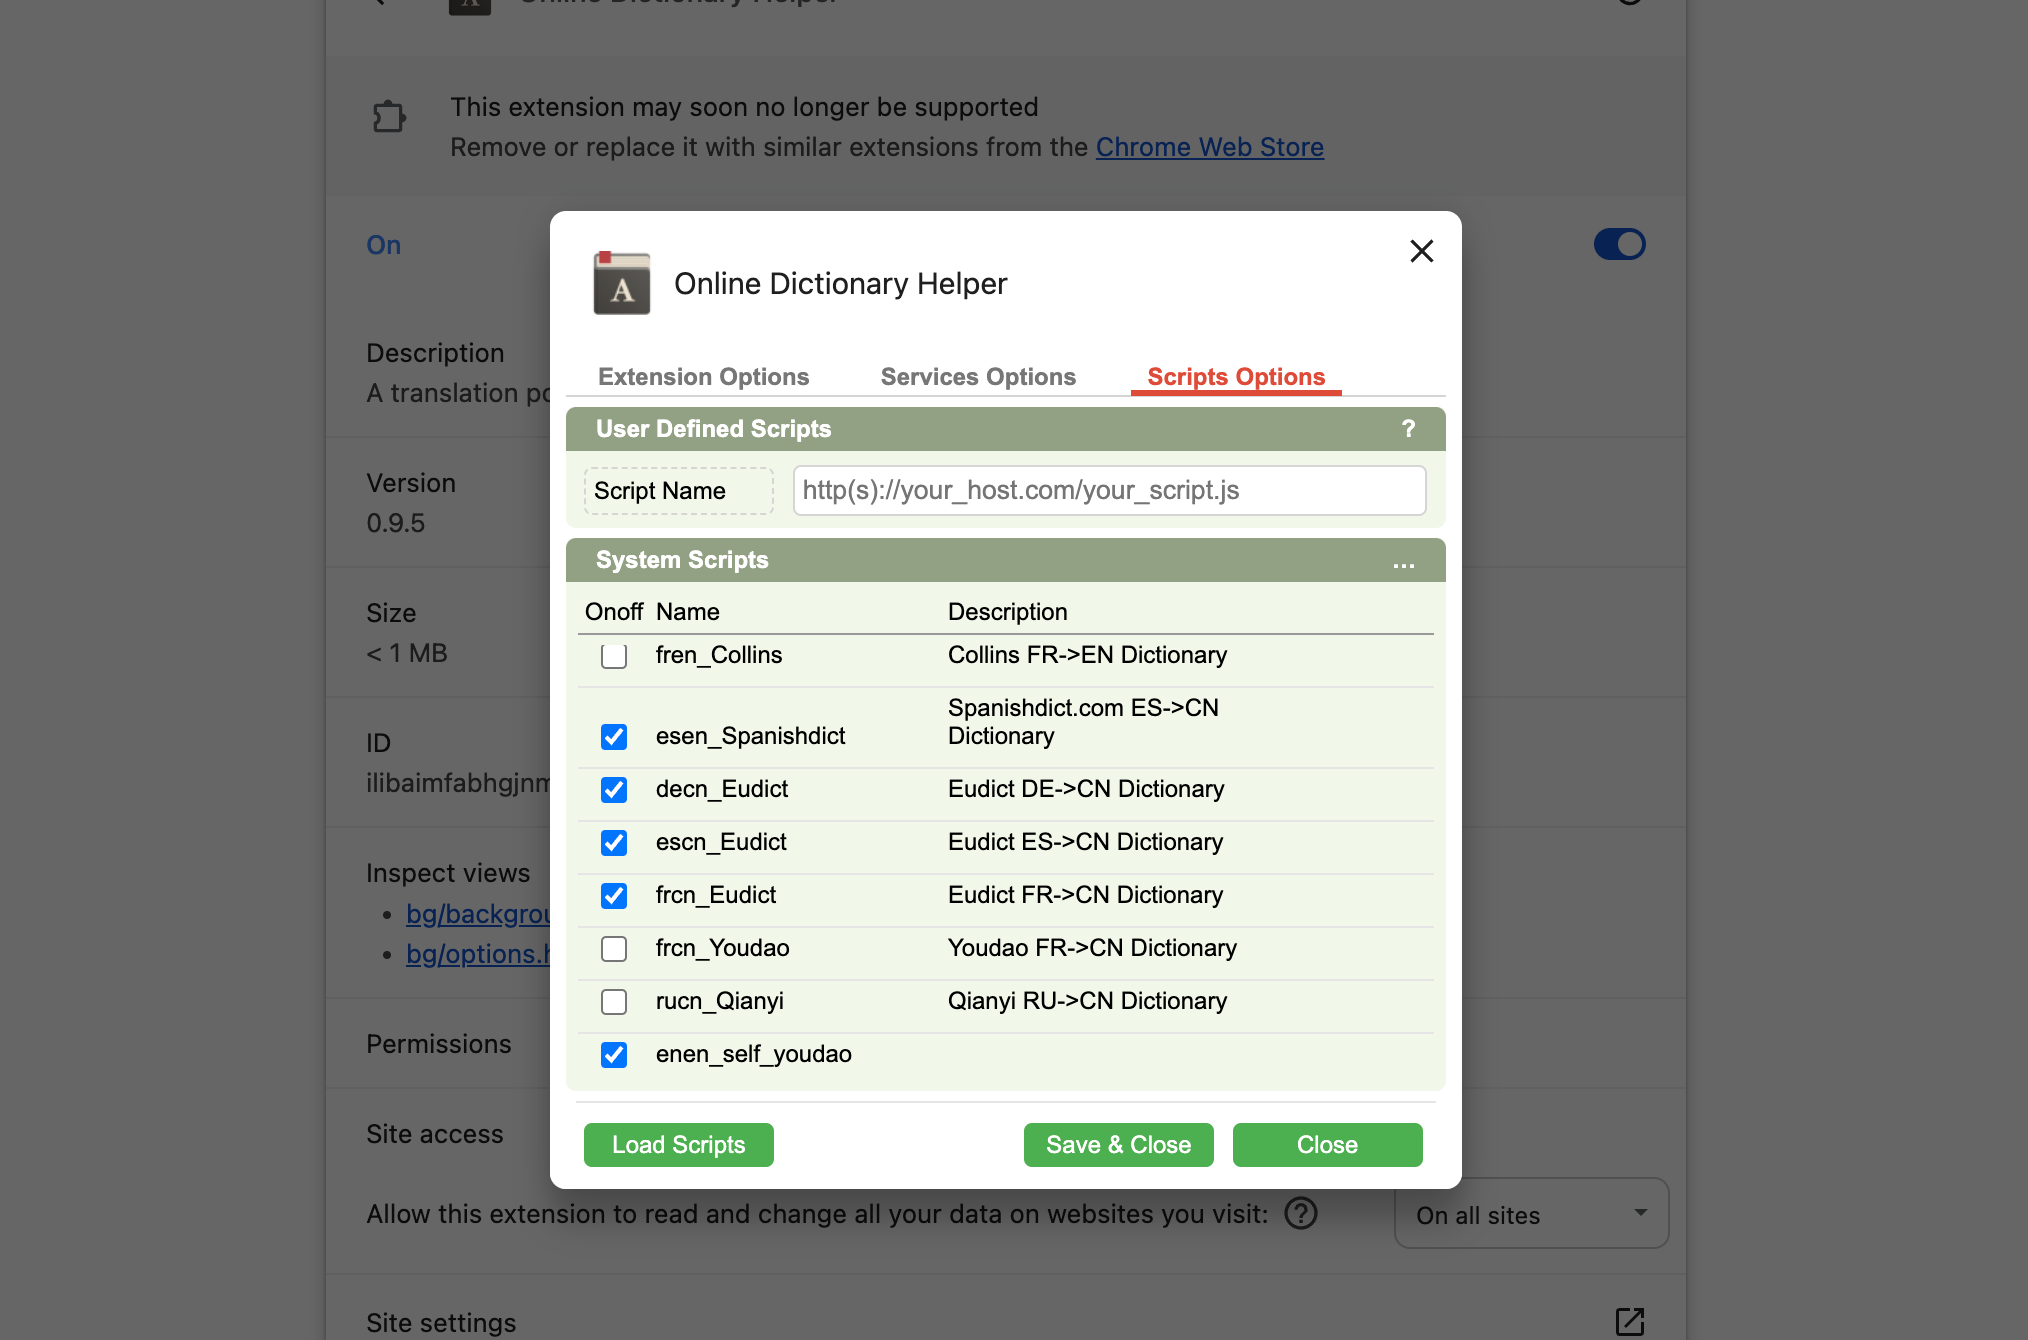 Online Dictionary Helper
This extension may soon no longer be supported
Remove or replace it with similar extensions from the Chrome Web Store
On
Description
A translation po
Version
0.9.5
Size
< 1 MB
ID
ilibaimfabhgjnm
Inspect views
bg/backgrou
bg/options.h
Permissions
Site access
Allow this extension to read and change all your data on websites you visit:
On all sites
Site settings
A
Online Dictionary Helper
Extension Options
Services Options
Scripts Options
User Defined Scripts
?
Script Name
http(s)://your_host.com/your_script.js
System Scripts
...
Onoff Name Description
fren_Collins Collins FR->EN Dictionary
esen_Spanishdict Spanishdict.com ES->CN
Dictionary
decn_Eudict Eudict DE->CN Dictionary
escn_Eudict Eudict ES->CN Dictionary
frcn_Eudict Eudict FR->CN Dictionary
frcn_Youdao Youdao FR->CN Dictionary
rucn_Qianyi Qianyi RU->CN Dictionary
enen_self_youdao
Load Scripts
Save & Close
Close